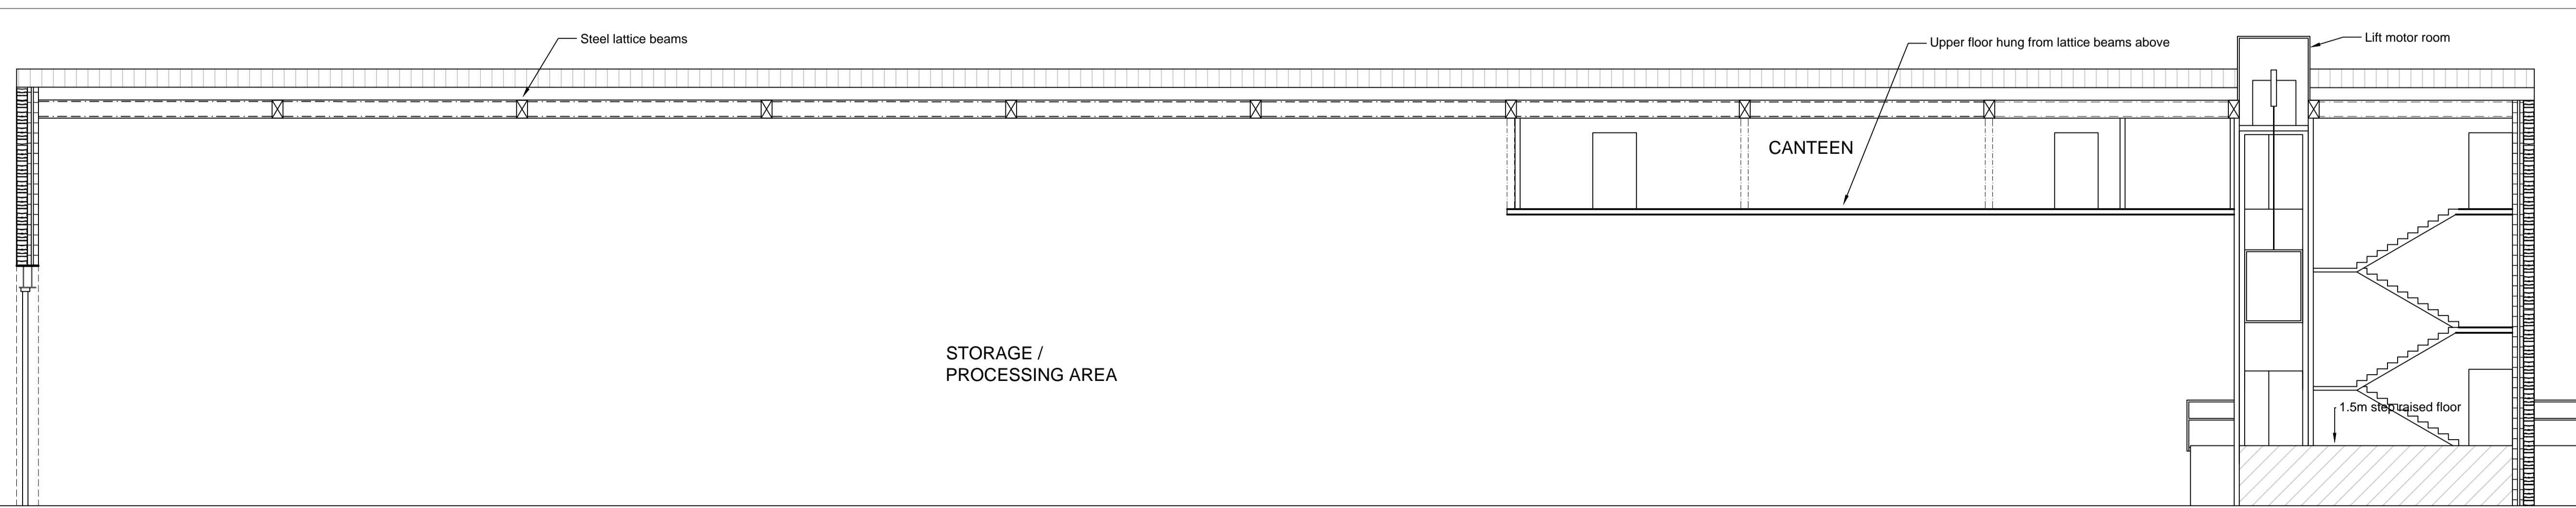 Steel lattice beams
Upper floor hung from lattice beams above
Lift motor room
CANTEEN
STORAGE /
PROCESSING AREA
1.5m step raised floor